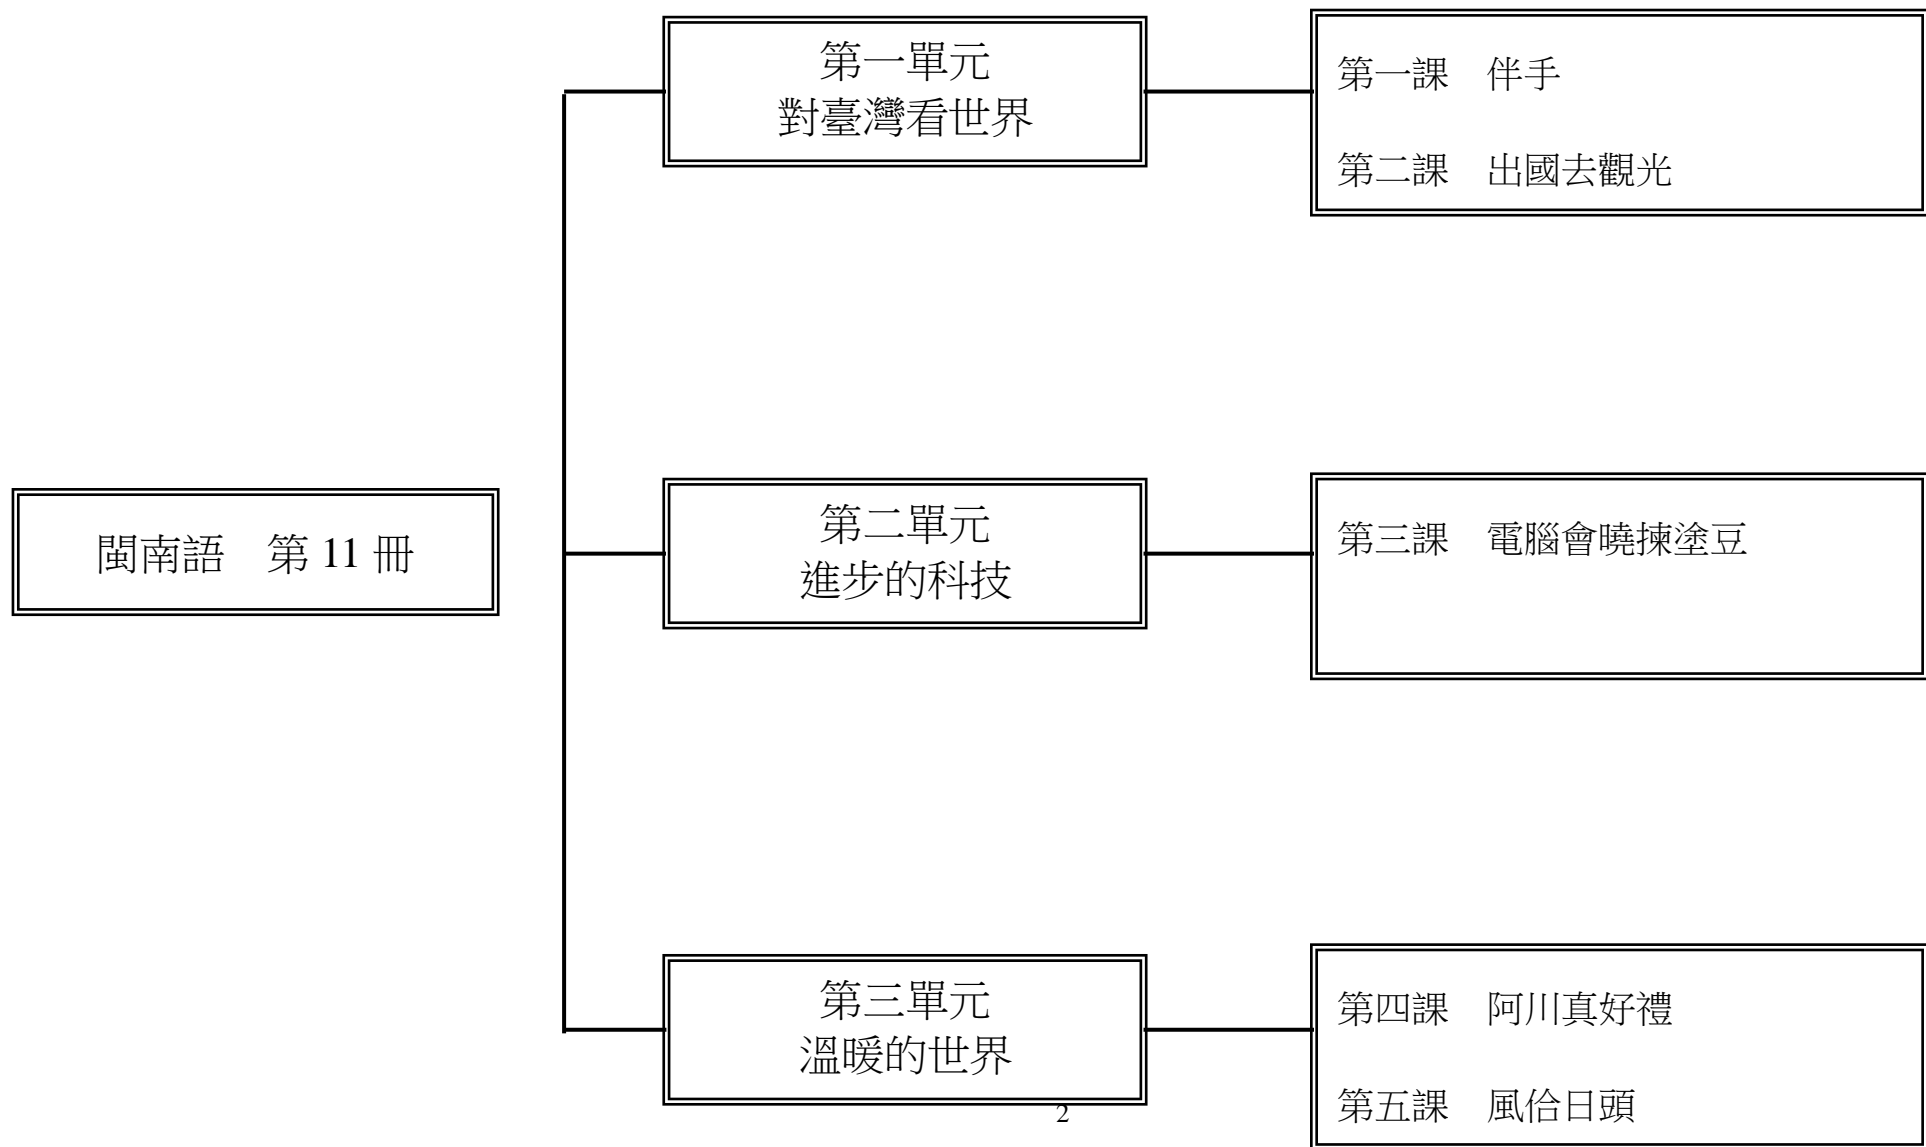 閩南語　第 11 冊
第一單元
對臺灣看世界
第一課　伴手
第二課　出國去觀光
第二單元
進步的科技
第三課　電腦會曉揀塗豆
第三單元
溫暖的世界
第四課　阿川真好禮
第五課　風佮日頭
2